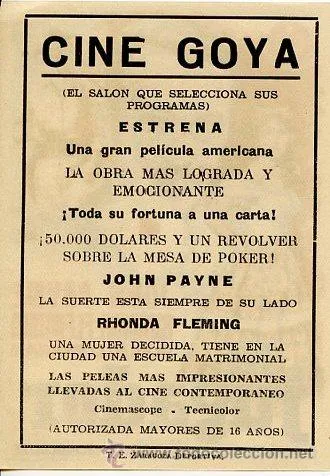 CINE GOYA
(EL SALON QUE SELECCIONA SUS
PROGRAMAS)
ESTRENA
Una gran película americana
LA OBRA MAS LOGRADA Y
EMOCIONANTE
¡Toda su fortuna a una carta!
¡50.000 DOLARES Y UN REVOLVER
SOBRE LA MESA DE POKER!
JOHN PAYNE
LA SUERTE ESTA SIEMPRE DE SU LADO
RHONDA FLEMING
UNA MUJER DECIDIDA, TIENE EN LA
CIUDAD UNA ESCUELA MATRIMONIAL
LAS PELEAS MAS IMPRESIONANTES
LLEVADAS AL CINE CONTEMPORANEO
Cinemascope - Tecnicolor
(AUTORIZADA MAYORES DE 16 AÑOS)
T. E. ZARAGOZA DEPORTIVA.
todocoleccion.net